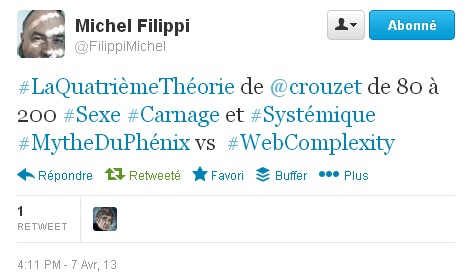 Michel Filippi
@FilippiMichel
Abonné
#LaQuatrièmeThéorie de @crouzet de 80 à
200 #Sexe #Carnage et #Systémique
#MytheDuPhénix vs #WebComplexity
Répondre Retweeté Favori Buffer Plus
1
RETWEET
4:11 PM - 7 Avr, 13